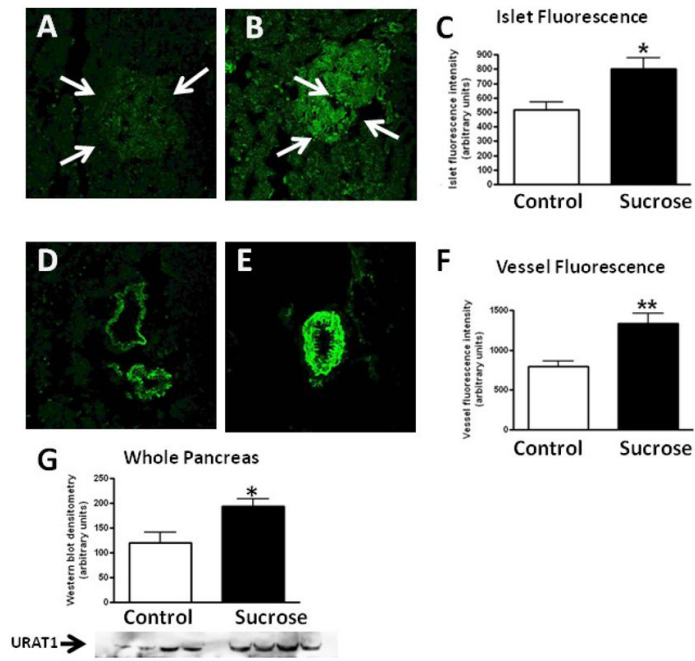 A
B
C
Islet Fluorescence
Islet fluorescence intensity
(arbitrary units)
900
800
700
600
500
400
300
200
100
0
*
Control Sucrose
D
E
F
Vessel Fluorescence
Vessel fluorescence intensity
(arbitrary units)
1500
1000
500
0
**
Control Sucrose
G
Whole Pancreas
Western blot densitometry
(arbitrary units)
250
200
150
100
50
0
*
Control Sucrose
URAT1